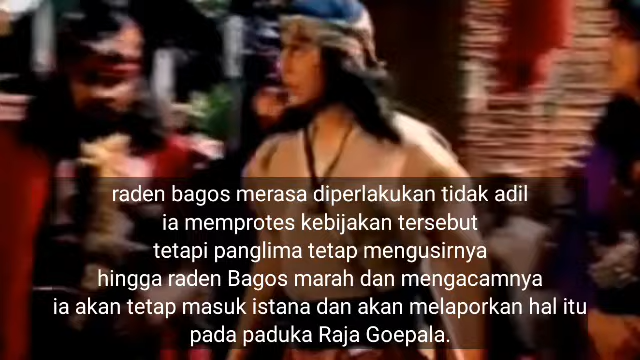 raden bagos merasa diperlakukan tidak adil
ia memprotes kebijakan tersebut
tetapi panglima tetap mengusirnya
hingga raden Bagos marah dan mengacamnya
ia akan tetap masuk istana dan akan melaporkan hal itu
pada paduka Raja Goepala.